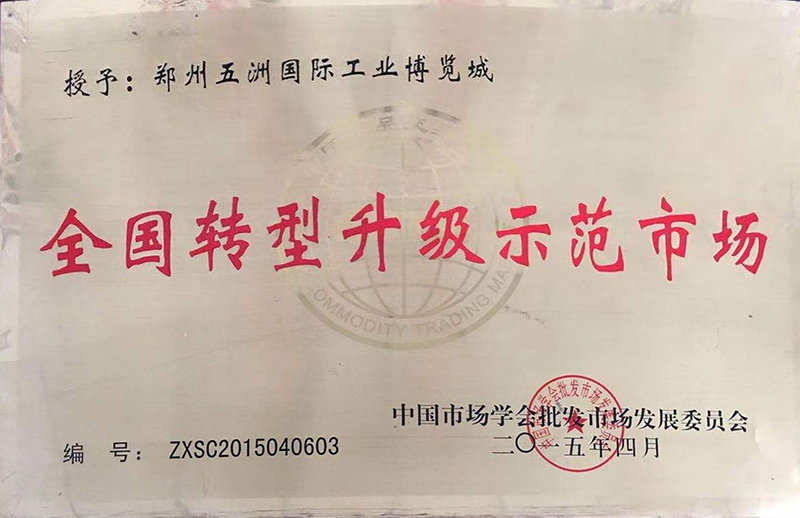 授予：郑州五洲国际工业博览城
全国转型升级示范市场
COMMODITY TRADING
中国市场学会批发市场发展委员会
二〇一五年四月
编 号：ZXSC2015040603